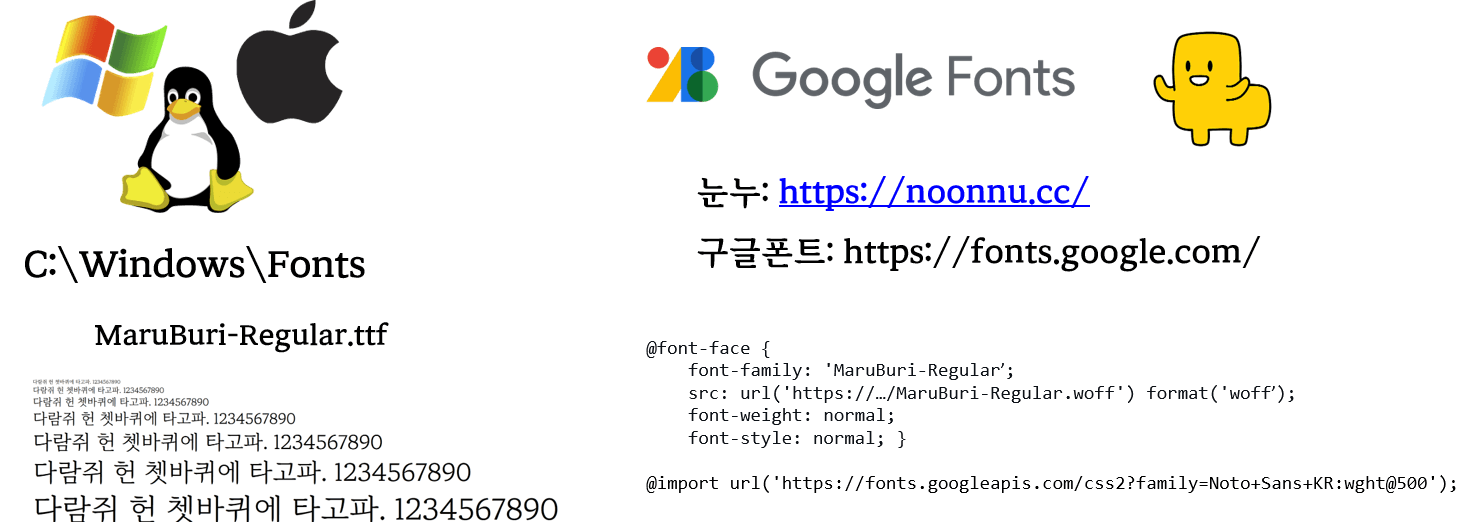 C:\Windows\Fonts
MaruBuri-Regular.ttf
다람쥐 헌 쳇바퀴에 타고파. 1234567890
다람쥐 헌 쳇바퀴에 타고파. 1234567890
다람쥐 헌 쳇바퀴에 타고파. 1234567890
다람쥐 헌 쳇바퀴에 타고파. 1234567890
다람쥐 헌 쳇바퀴에 타고파. 1234567890
다람쥐 헌 쳇바퀴에 타고파. 1234567890
다람쥐 헌 쳇바퀴에 타고파. 1234567890
Google Fonts
눈누: https://noonnu.cc/
구글폰트: https://fonts.google.com/
@font-face {
font-family: 'MaruBuri-Regular’;
src: url('https://…/MaruBuri-Regular.woff') format('woff’);
font-weight: normal;
font-style: normal; }
@import url('https://fonts.googleapis.com/css2?family=Noto+Sans+KR:wght@500');